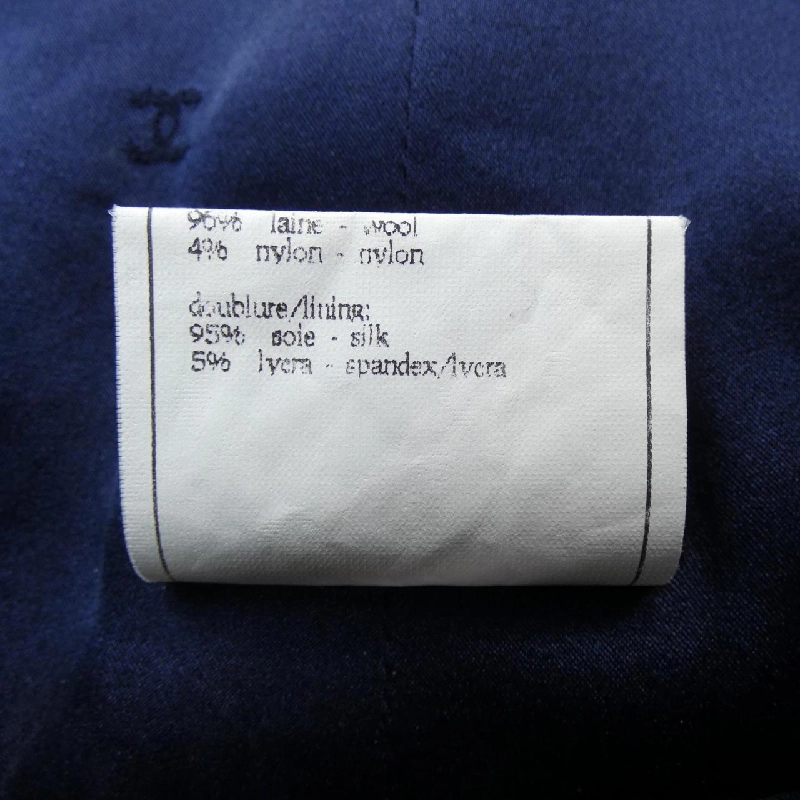 96% laine - wool
4% nylon - nylon
doublure/lining:
95% soie - silk
5% lycra - spandex/lycra